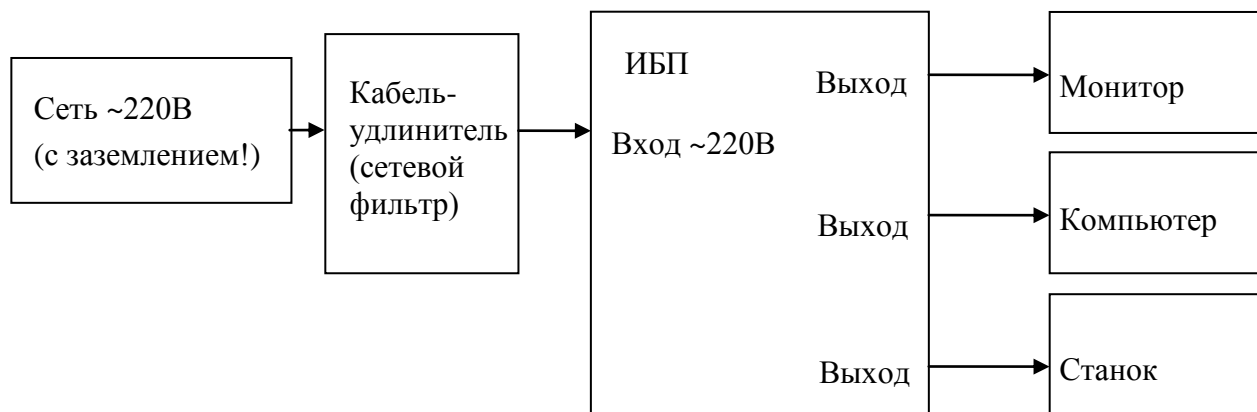 Сеть ~220В
(с заземлением!)
Кабель-
удлинитель
(сетевой
фильтр)
ИБП
Вход ~220В
Выход
Выход
Выход
Монитор
Компьютер
Станок